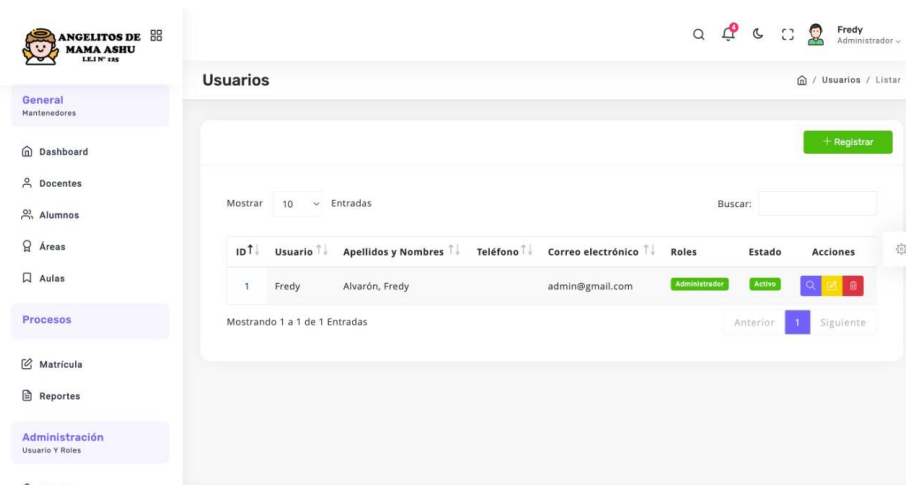 ANGELITOS DE
MAMA ASHU
I.E.I Nº 125
Fredy
Administrador
Usuarios
/ Usuarios / Listar
General
Mantenedores
Dashboard
Docentes
Alumnos
Áreas
Aulas
Procesos
Matrícula
Reportes
Administración
Usuario Y Roles
+ Registrar
Mostrar 10 Entradas
Buscar:
ID Usuario Apellidos y Nombres Teléfono Correo electrónico Roles Estado Acciones
1 Fredy Alvarón, Fredy admin@gmail.com Administrador Activo
Mostrando 1 a 1 de 1 Entradas
Anterior 1 Siguiente